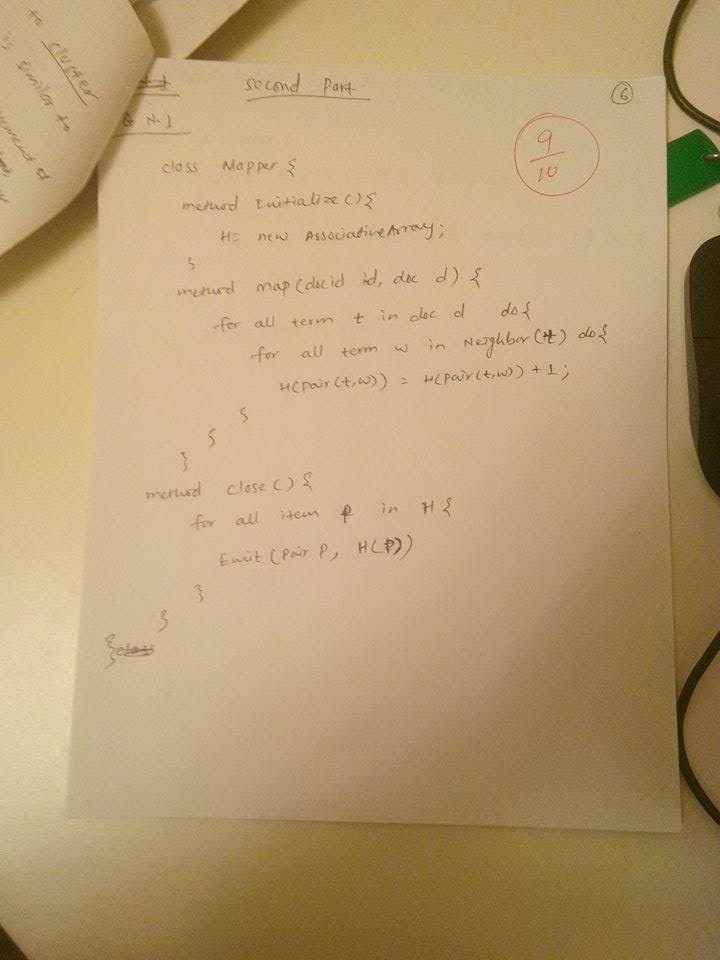 to cluster
is similar to
second Part
6
Q N.1
9/10
class Mapper {
method Initialize () {
H = new AssociativeArray;
}
method map (docid id, doc d) {
for all term t in doc d do {
for all term w in Neighbor (t) do {
H(pair (t,w)) = H(pair (t,w)) + 1;
}
}
}
method close () {
for all item p in H {
Emit (pair P, H(P))
}
}
}